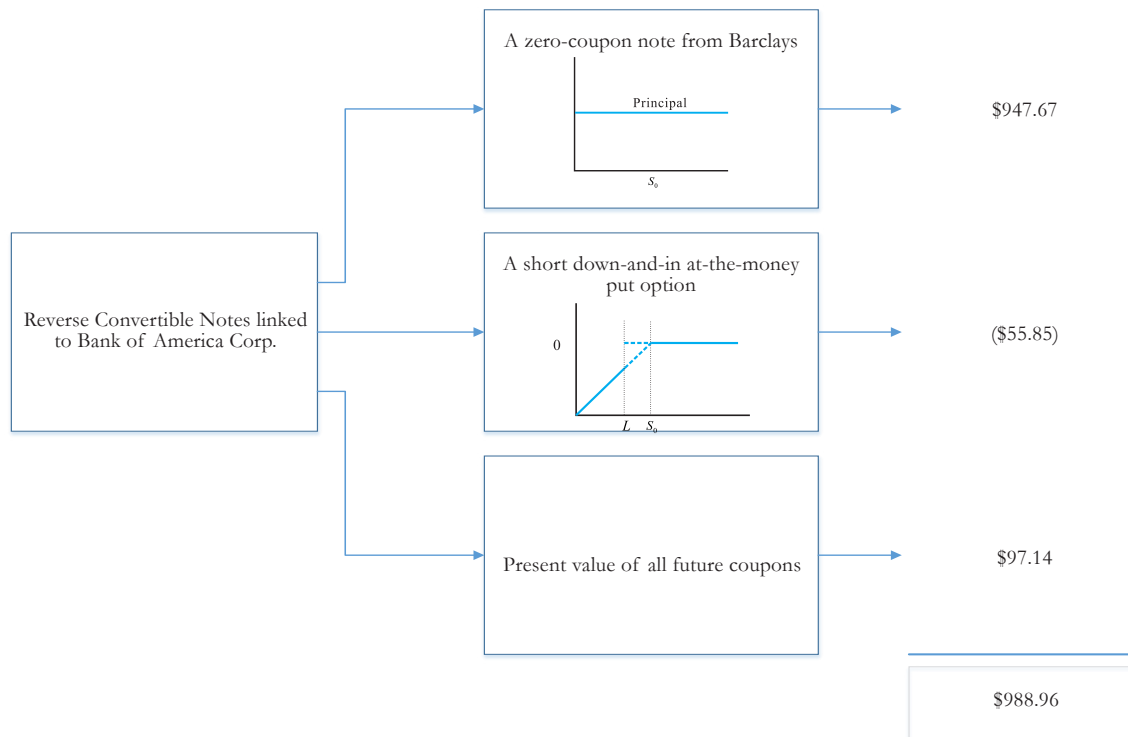 A zero-coupon note from Barclays
Principal
S₀
$947.67
Reverse Convertible Notes linked
to Bank of America Corp.
A short down-and-in at-the-money
put option
0
L S₀
($55.85)
Present value of all future coupons
$97.14
$988.96